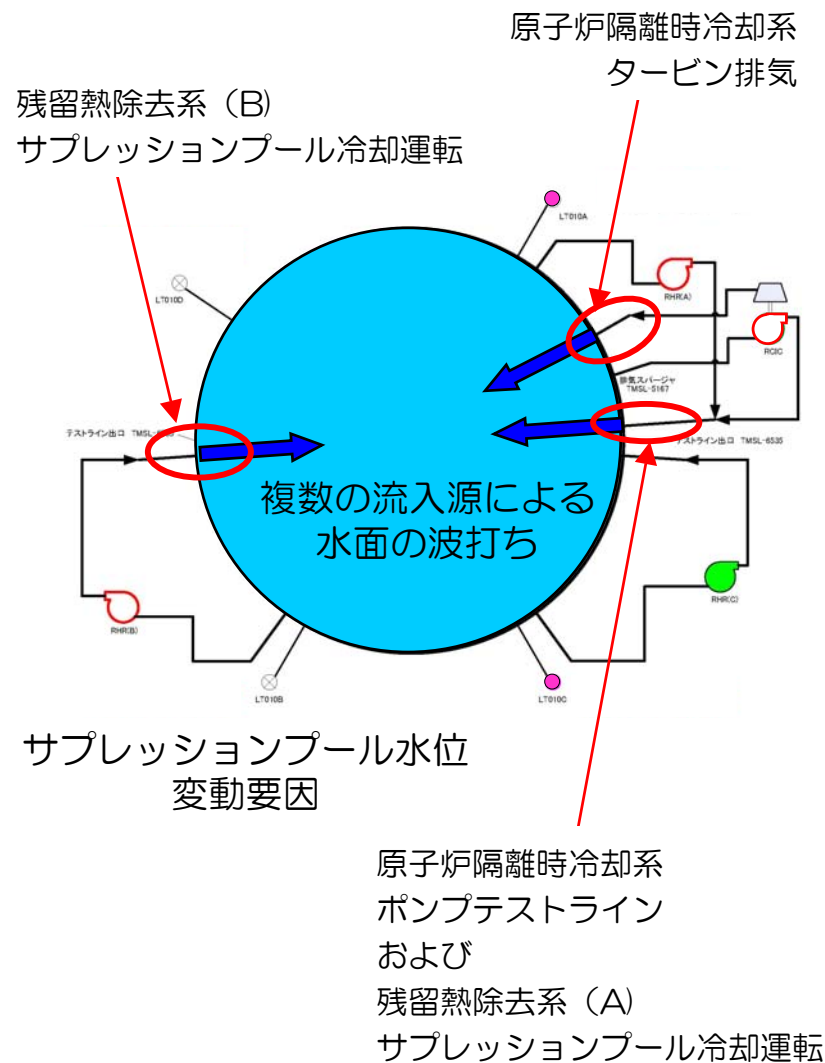 原子炉隔離時冷却系
タービン排気
残留熱除去系（B）
サプレッションプール冷却運転
LT010A
LT010D
RHR(A)
RCIC
排気スパージャ
TMSL-5167
テストライン出口 TMSL-6
テストライン出口 TMSL-6535
複数の流入源による
水面の波打ち
RHR(B)
RHR(C)
LT010B
LT010C
サプレッションプール水位
変動要因
原子炉隔離時冷却系
ポンプテストライン
および
残留熱除去系（A）
サプレッションプール冷却運転